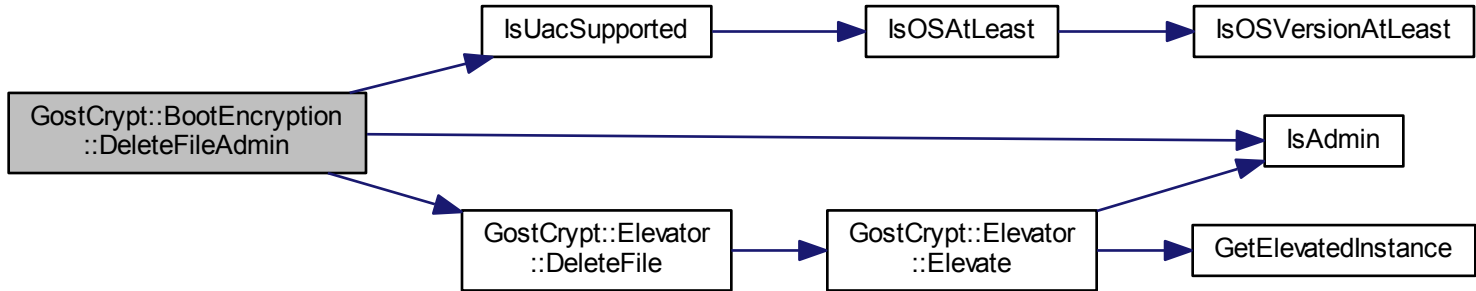 IsUacSupported
IsOSAtLeast
IsOSVersionAtLeast
GostCrypt::BootEncryption
::DeleteFileAdmin
IsAdmin
GostCrypt::Elevator
::DeleteFile
GostCrypt::Elevator
::Elevate
GetElevatedInstance